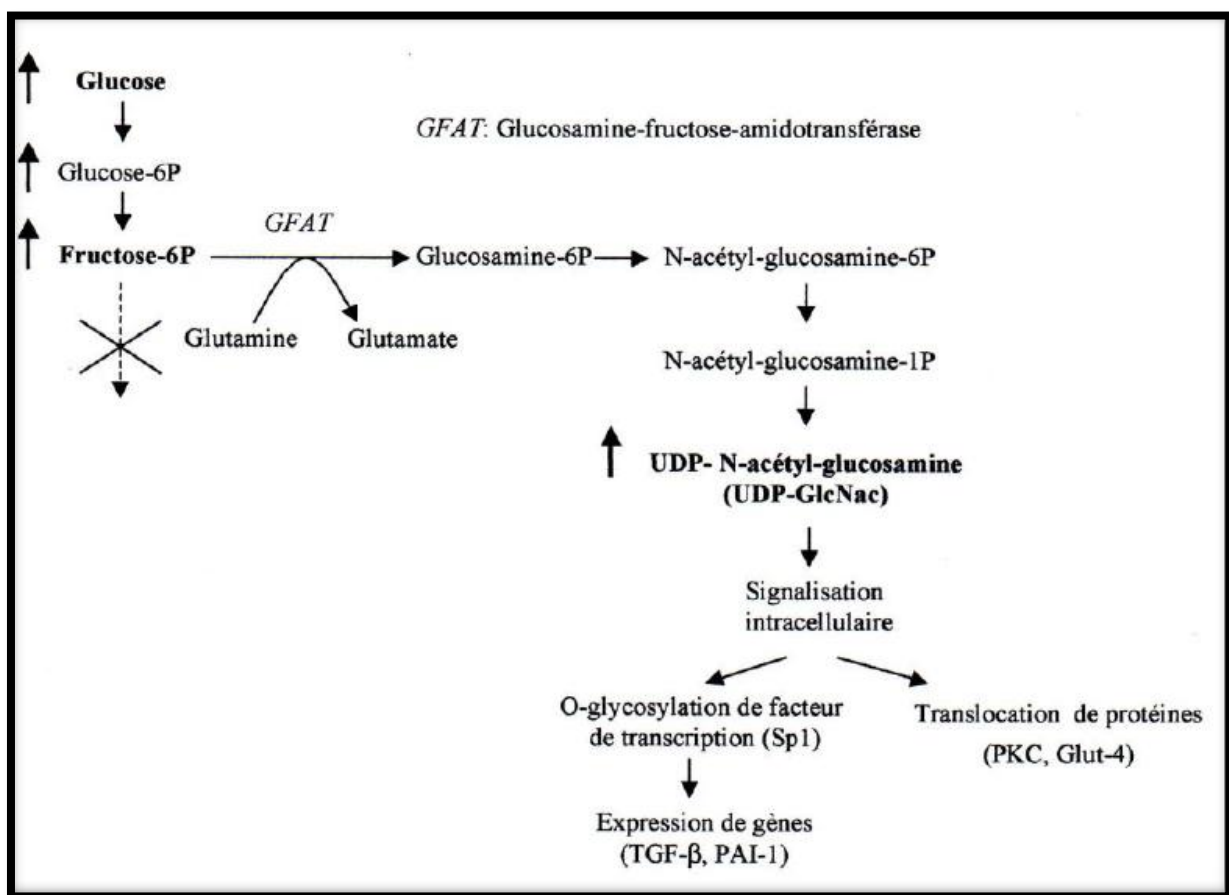 Glucose
GFAT: Glucosamine-fructose-amidotransférase
Glucose-6P
GFAT
Fructose-6P
Glucosamine-6P
N-acétyl-glucosamine-6P
Glutamine
Glutamate
N-acétyl-glucosamine-1P
UDP- N-acétyl-glucosamine
(UDP-GlcNac)
Signalisation
intracellulaire
O-glycosylation de facteur
de transcription (Sp1)
Translocation de protéines
(PKC, Glut-4)
Expression de gènes
(TGF-β, PAI-1)